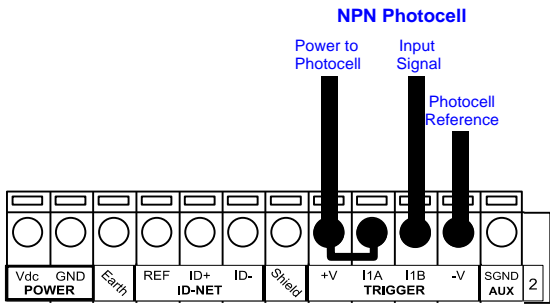 NPN Photocell
Power to
Photocell
Input
Signal
Photocell
Reference
Vdc GND Earth REF ID+ ID- Shield +V I1A I1B -V SGND 2
POWER ID-NET TRIGGER AUX